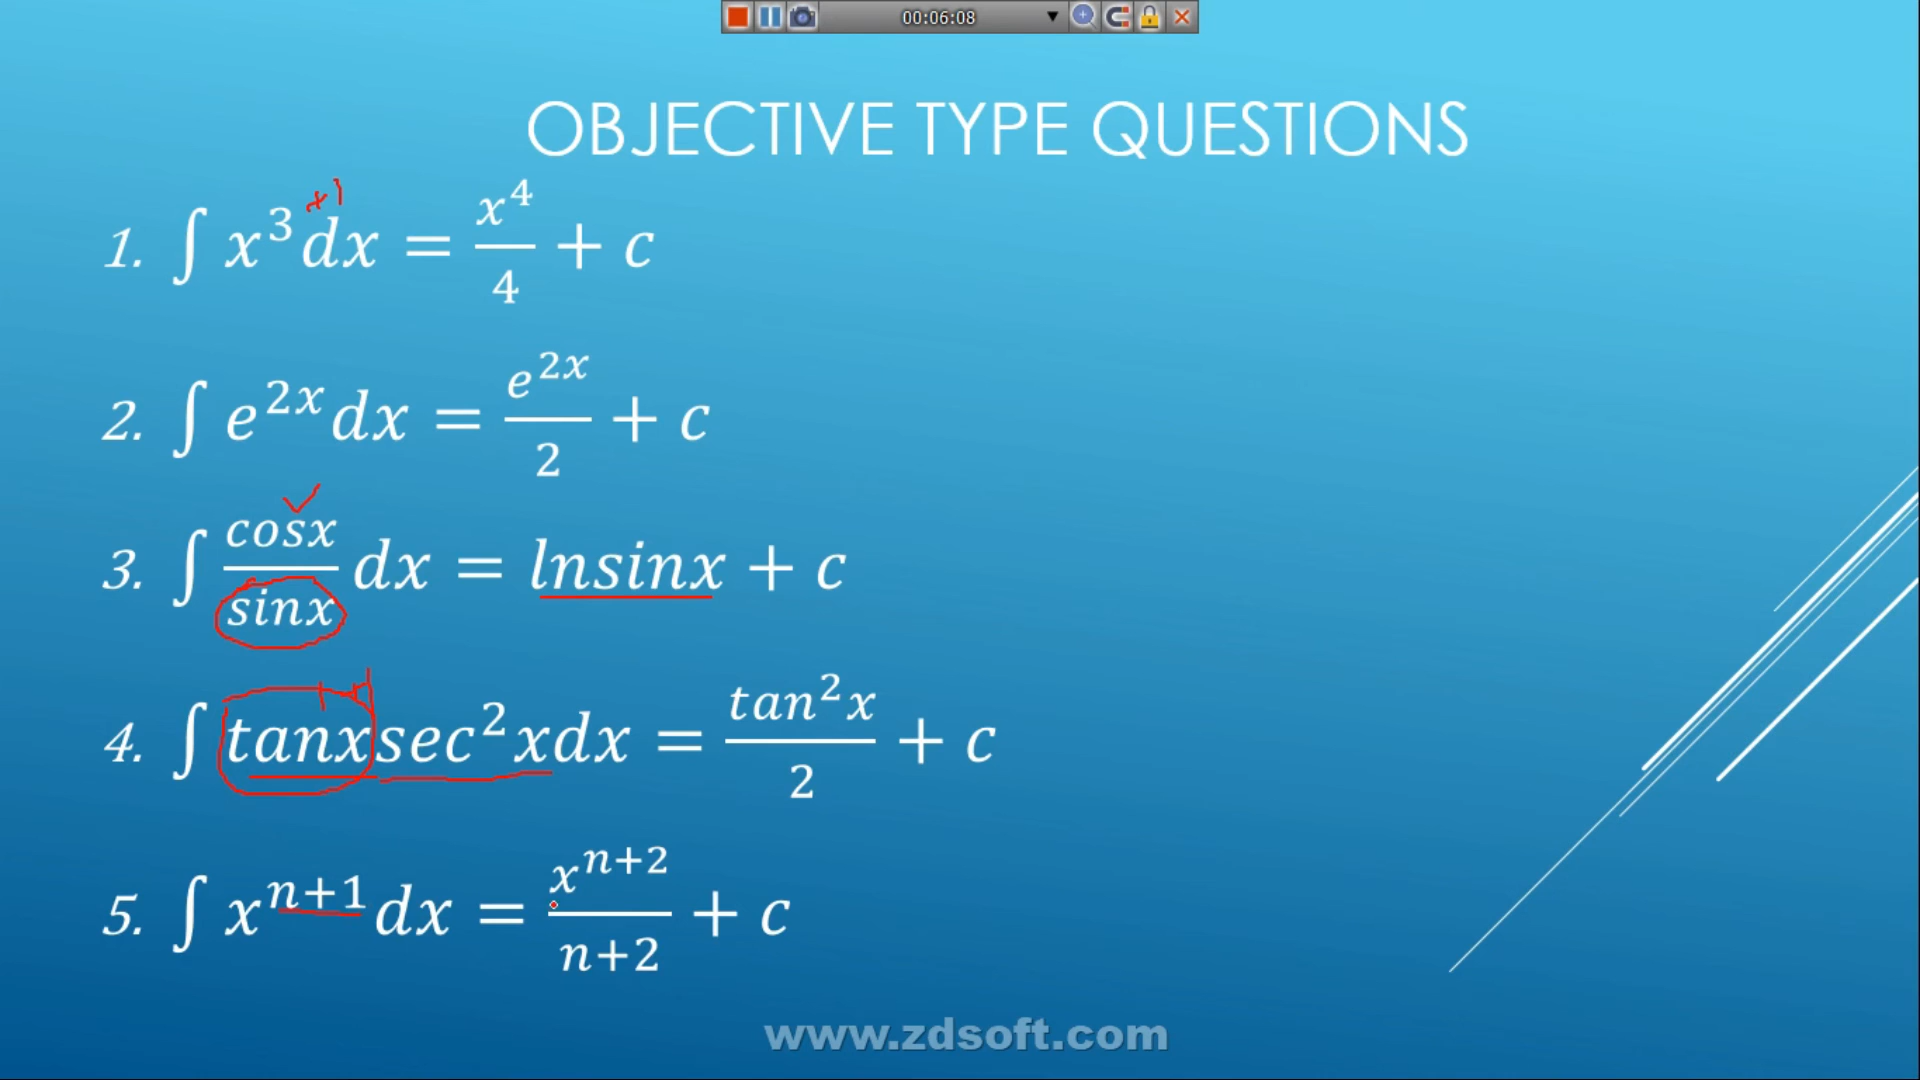 00:06:08
OBJECTIVE TYPE QUESTIONS
+1
1. ∫ x³dx = x⁴/4 + c
2. ∫ e²ˣdx = e²ˣ/2 + c
3. ∫ cosx/sinx dx = lnsinx + c
4. ∫ tanxsec²xdx = tan²x/2 + c
5. ∫ xⁿ⁺¹dx = xⁿ⁺²/n+2 + c
www.zdsoft.com